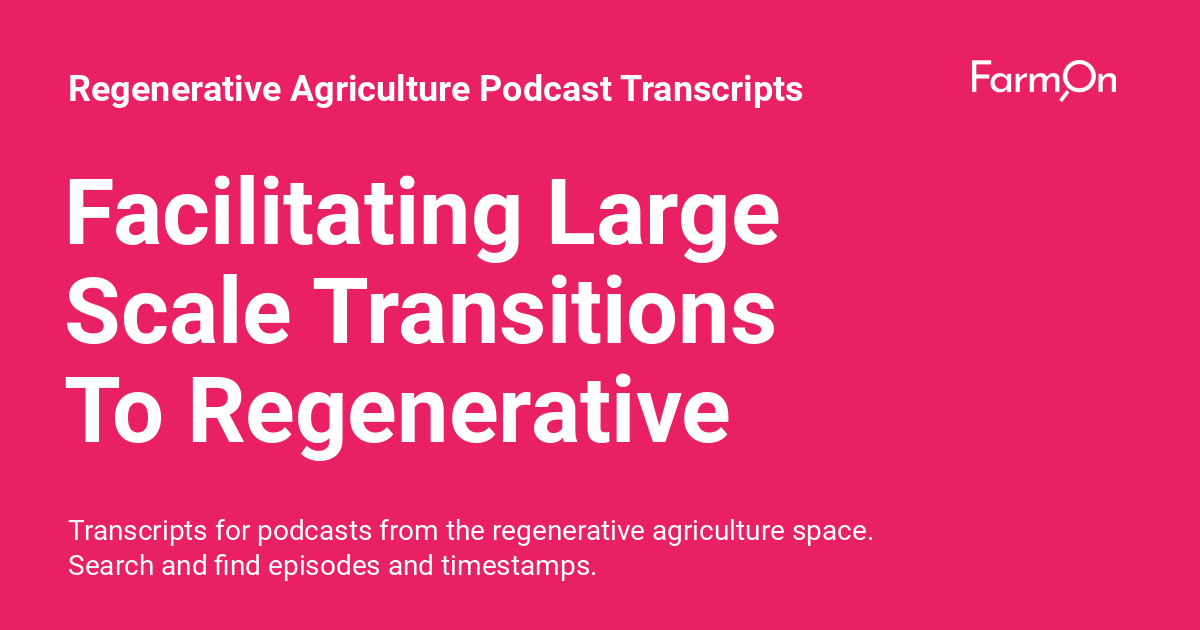 Regenerative Agriculture Podcast Transcripts
FarmOn
Facilitating Large
Scale Transitions
To Regenerative
Transcripts for podcasts from the regenerative agriculture space.
Search and find episodes and timestamps.